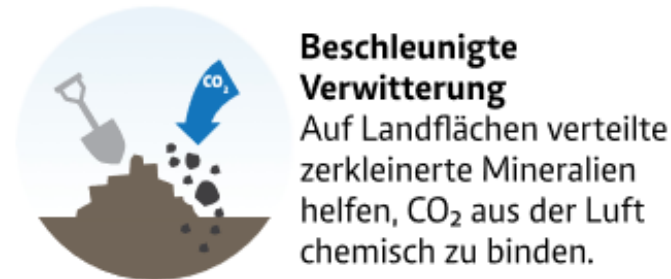 CO₂
Beschleunigte
Verwitterung
Auf Landflächen verteilte
zerkleinerte Mineralien
helfen, CO₂ aus der Luft
chemisch zu binden.